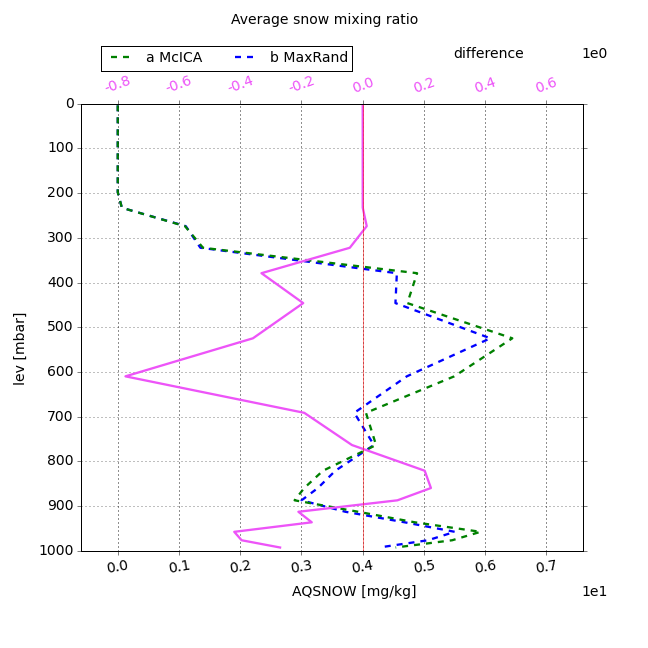 Average snow mixing ratio
a McICA b MaxRand difference 1e0
-0.8 -0.6 -0.4 -0.2 0.0 0.2 0.4 0.6
0
100
200
300
400
500
600
700
800
900
1000
lev [mbar]
0.0 0.1 0.2 0.3 0.4 0.5 0.6 0.7
AQSNOW [mg/kg] 1e1